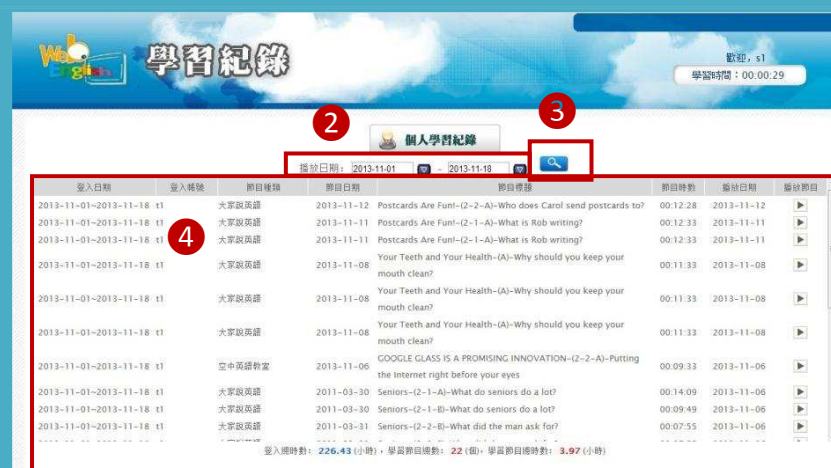 Web English 學習紀錄
歡迎，s1
學習時間：00:00:29
2
3
個人學習紀錄
播放日期： 2013-11-01 ~ 2013-11-18
登入日期 登入帳號 節目種類 節目日期 節目標題 節目時數 播放日期 播放節目
2013-11-01~2013-11-18 t1 大家說英語 2013-11-12 Postcards Are Fun!-(2-2-A)-Who does Carol send postcards to? 00:12:28 2013-11-12
2013-11-01~2013-11-18 t1 大家說英語 2013-11-11 Postcards Are Fun!-(2-1-A)-What is Rob writing? 00:12:33 2013-11-11
2013-11-01~2013-11-18 t1 大家說英語 2013-11-11 Postcards Are Fun!-(2-1-A)-What is Rob writing? 00:12:33 2013-11-11
4
2013-11-01~2013-11-18 t1 大家說英語 2013-11-08 Your Teeth and Your Health-(A)-Why should you keep your
mouth clean? 00:11:33 2013-11-08
2013-11-01~2013-11-18 t1 大家說英語 2013-11-08 Your Teeth and Your Health-(A)-Why should you keep your
mouth clean? 00:11:33 2013-11-08
2013-11-01~2013-11-18 t1 大家說英語 2013-11-08 Your Teeth and Your Health-(A)-Why should you keep your
mouth clean? 00:11:33 2013-11-08
2013-11-01~2013-11-18 t1 空中英語教室 2013-11-06 GOOGLE GLASS IS A PROMISING INNOVATION-(2-2-A)-Putting
the Internet right before your eyes 00:09:33 2013-11-06
2013-11-01~2013-11-18 t1 大家說英語 2011-03-30 Seniors-(2-1-A)-What do seniors do a lot? 00:14:09 2013-11-06
2013-11-01~2013-11-18 t1 大家說英語 2011-03-30 Seniors-(2-1-B)-What do seniors do a lot? 00:09:49 2013-11-06
2013-11-01~2013-11-18 t1 大家說英語 2011-03-31 Seniors-(2-2-B)-What did the man ask for? 00:07:55 2013-11-06
登入總時數： 226.43 (小時)，學習節目總數： 22 (個)，學習節目總時數： 3.97 (小時)